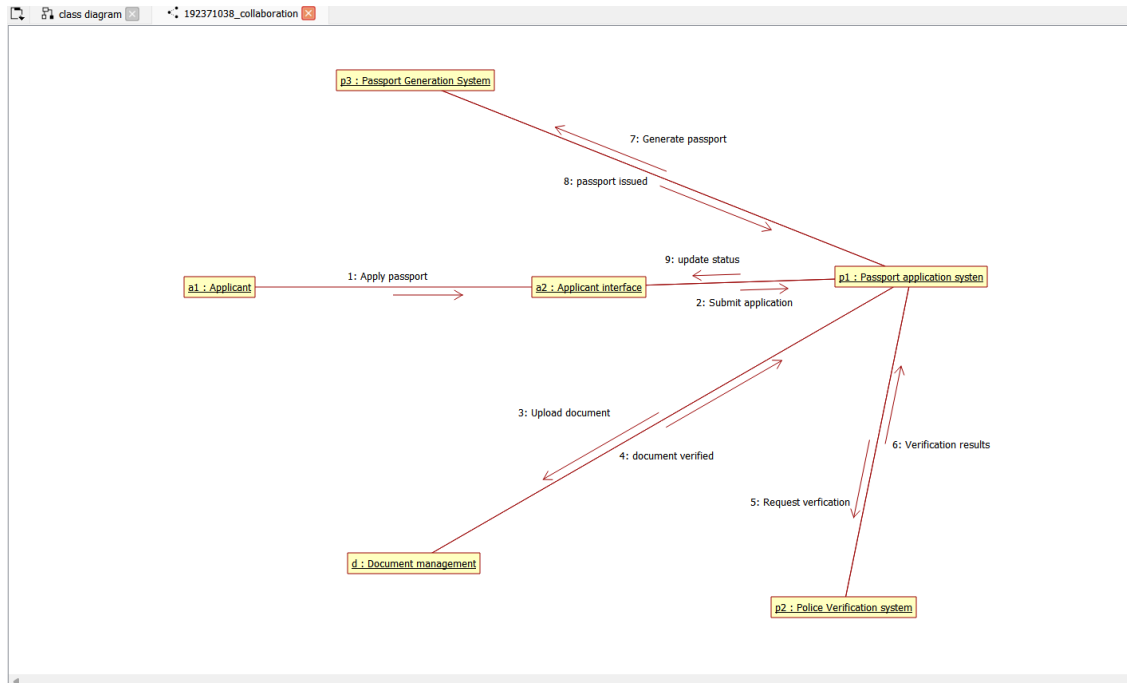 class diagram
192371038_collaboration
p3 : Passport Generation System
7: Generate passport
8: passport issued
9: update status
1: Apply passport
a1 : Applicant
a2 : Applicant interface
p1 : Passport application systen
2: Submit application
3: Upload document
4: document verified
6: Verification results
5: Request verfication
d : Document management
p2 : Police Verification system